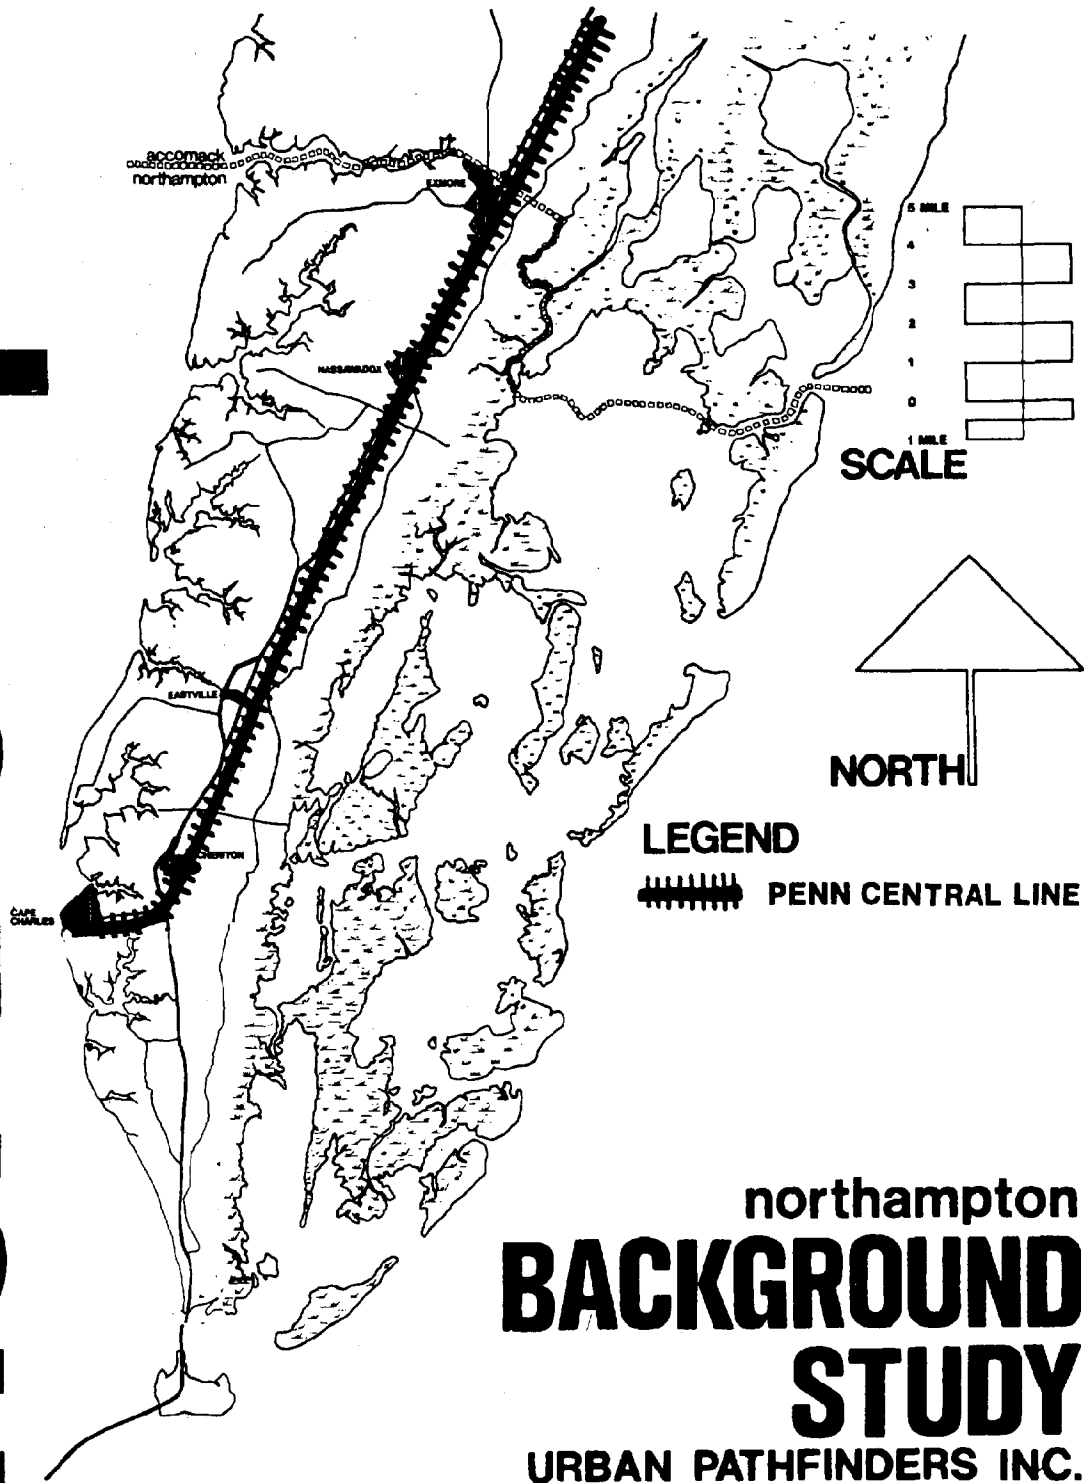 accomack
northampton
EXMORE
5 MILE
4
3
2
1
0
1 MILE
SCALE
NASSAWADOX
NORTH
EASTVILLE
LEGEND
PENN CENTRAL LINE
CHERITON
CAPE
CHARLES
northampton
BACKGROUND
STUDY
URBAN PATHFINDERS INC.